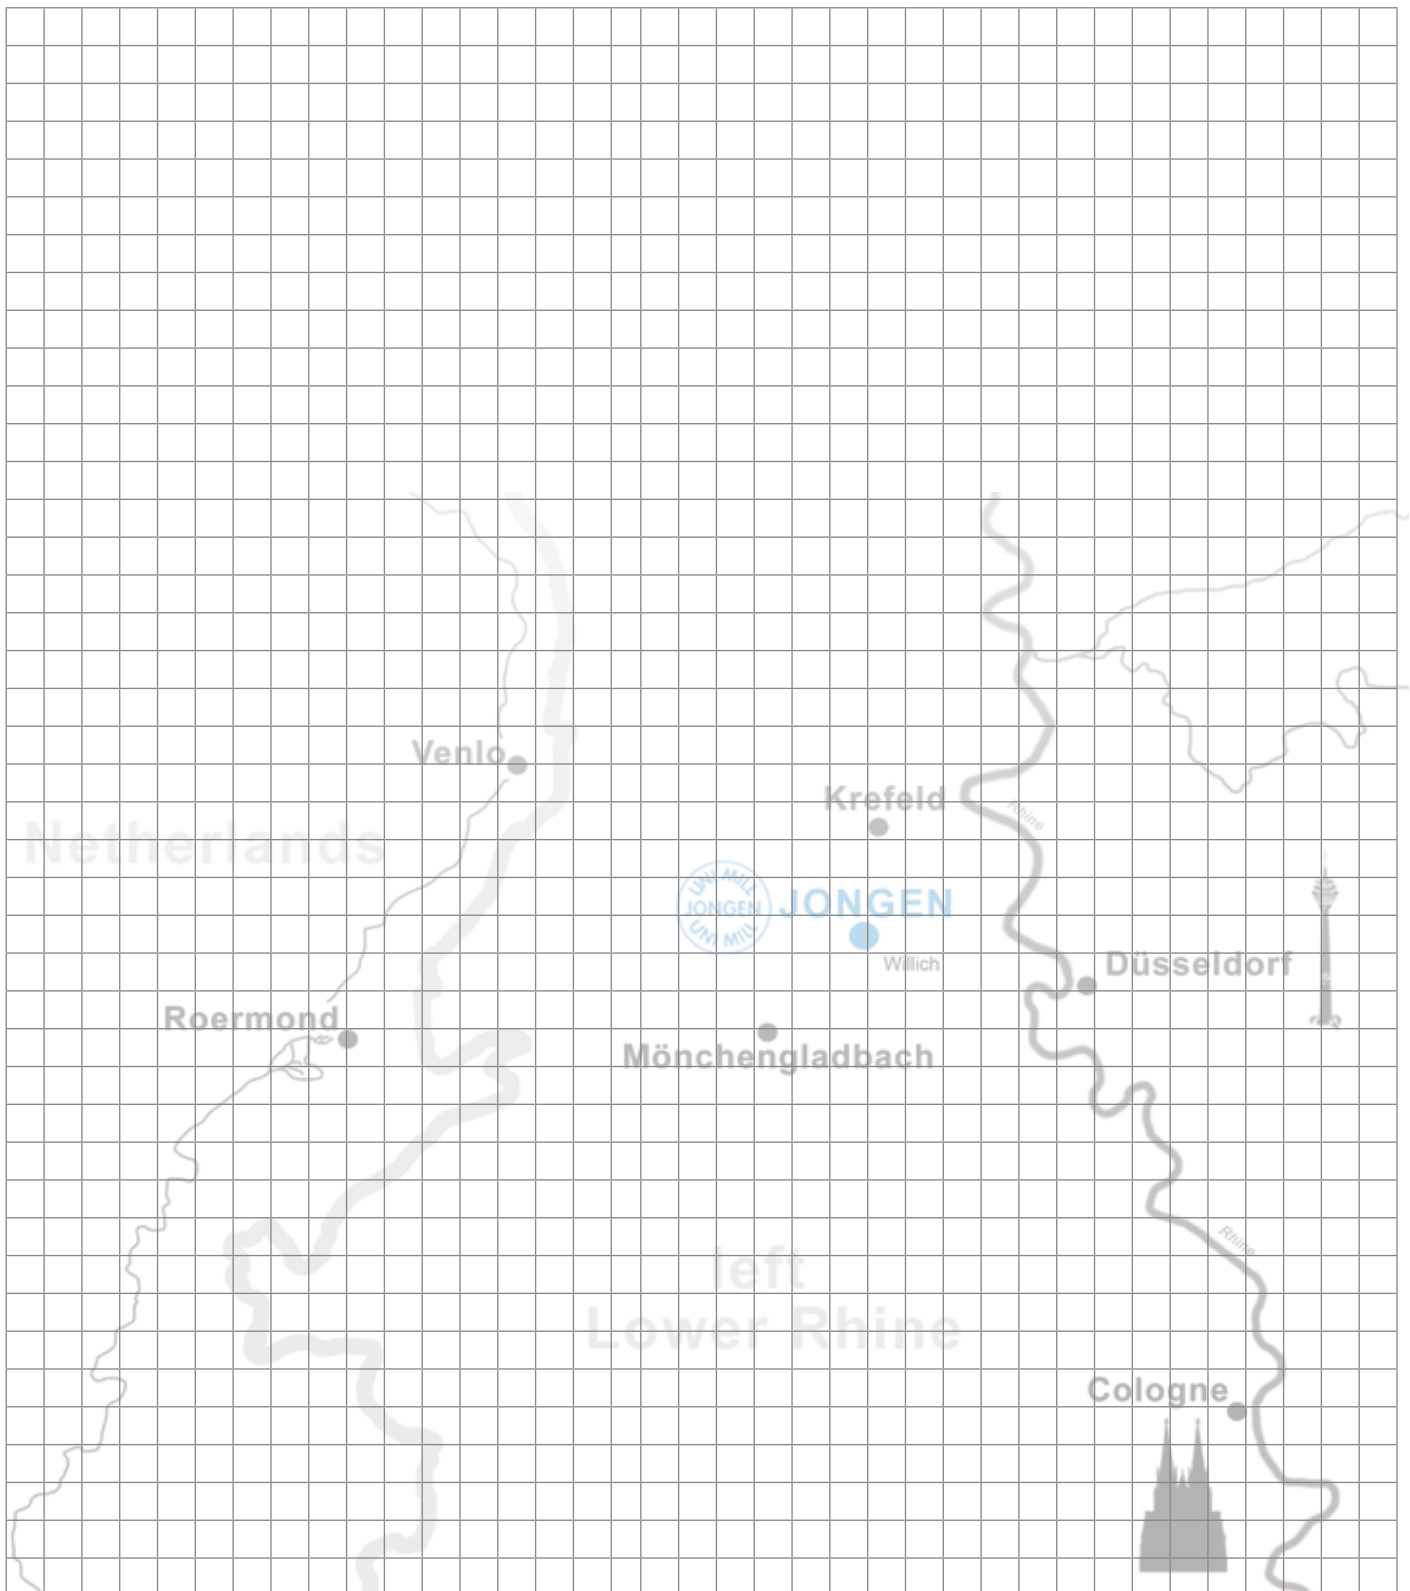 Venlo
Krefeld
Rhine
Netherlands
UNI MILL
JONGEN
UNI MILL
JONGEN
Willich
Düsseldorf
Roermond
Mönchengladbach
Rhine
left
Lower Rhine
Cologne